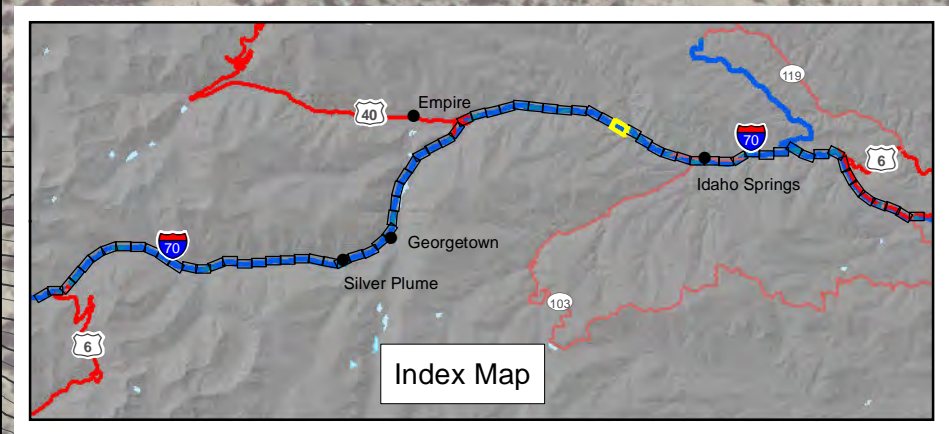 119
Empire
40
70
6
Idaho Springs
Georgetown
70
Silver Plume
103
6
Index Map